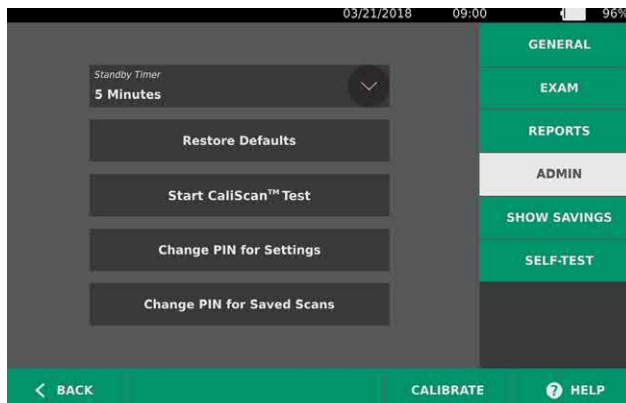 03/21/2018 09:00 96%
GENERAL
Standby Timer
5 Minutes
EXAM
Restore Defaults
REPORTS
ADMIN
Start CaliScan™ Test
SHOW SAVINGS
Change PIN for Settings
SELF-TEST
Change PIN for Saved Scans
BACK
CALIBRATE
? HELP